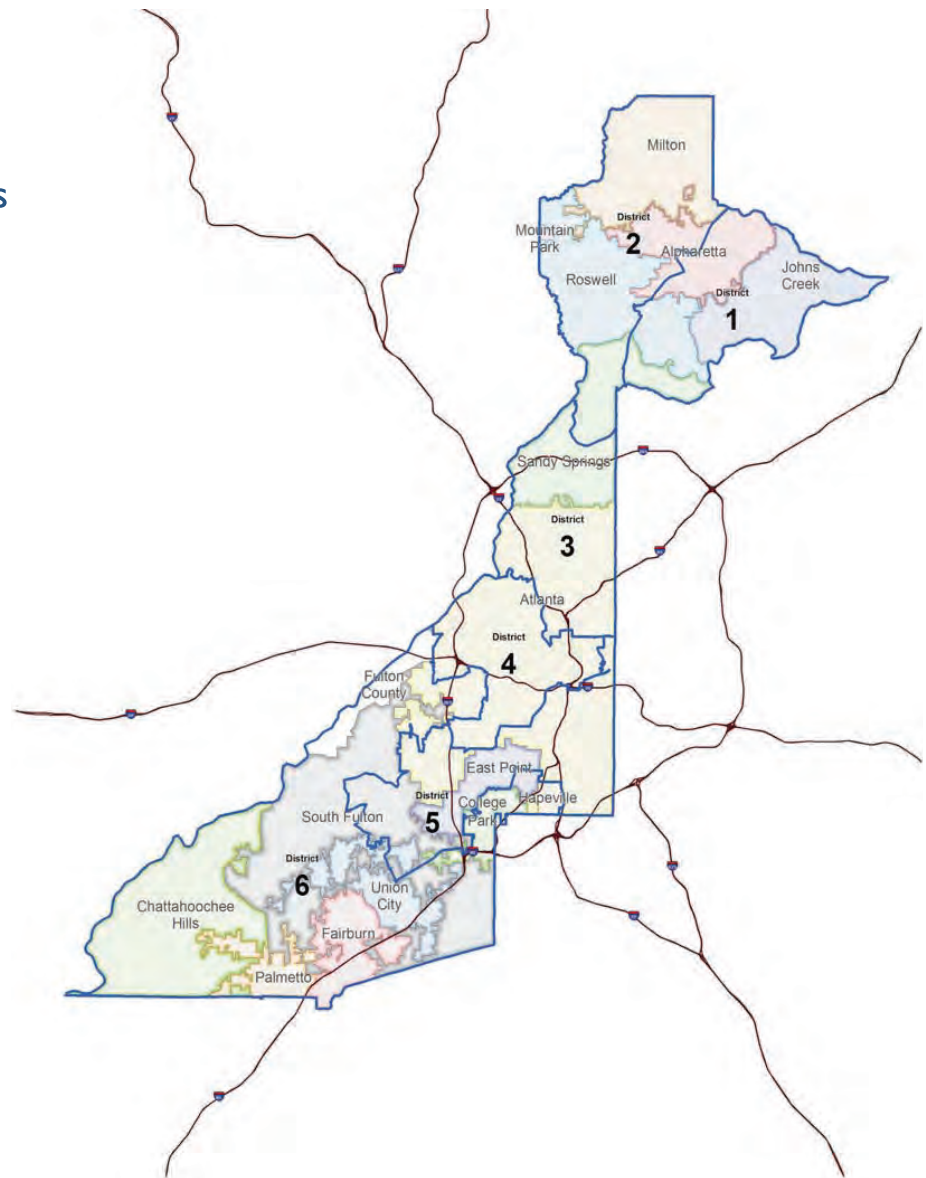 s
Milton
District
2
Mountain
Park
Alpharetta
Roswell
Johns
Creek
District
1
Sandy Springs
District
3
Atlanta
District
4
Fulton
County
East Point
District
5
College
Park
Hapeville
South Fulton
District
6
Union
City
Chattahoochee
Hills
Fairburn
Palmetto